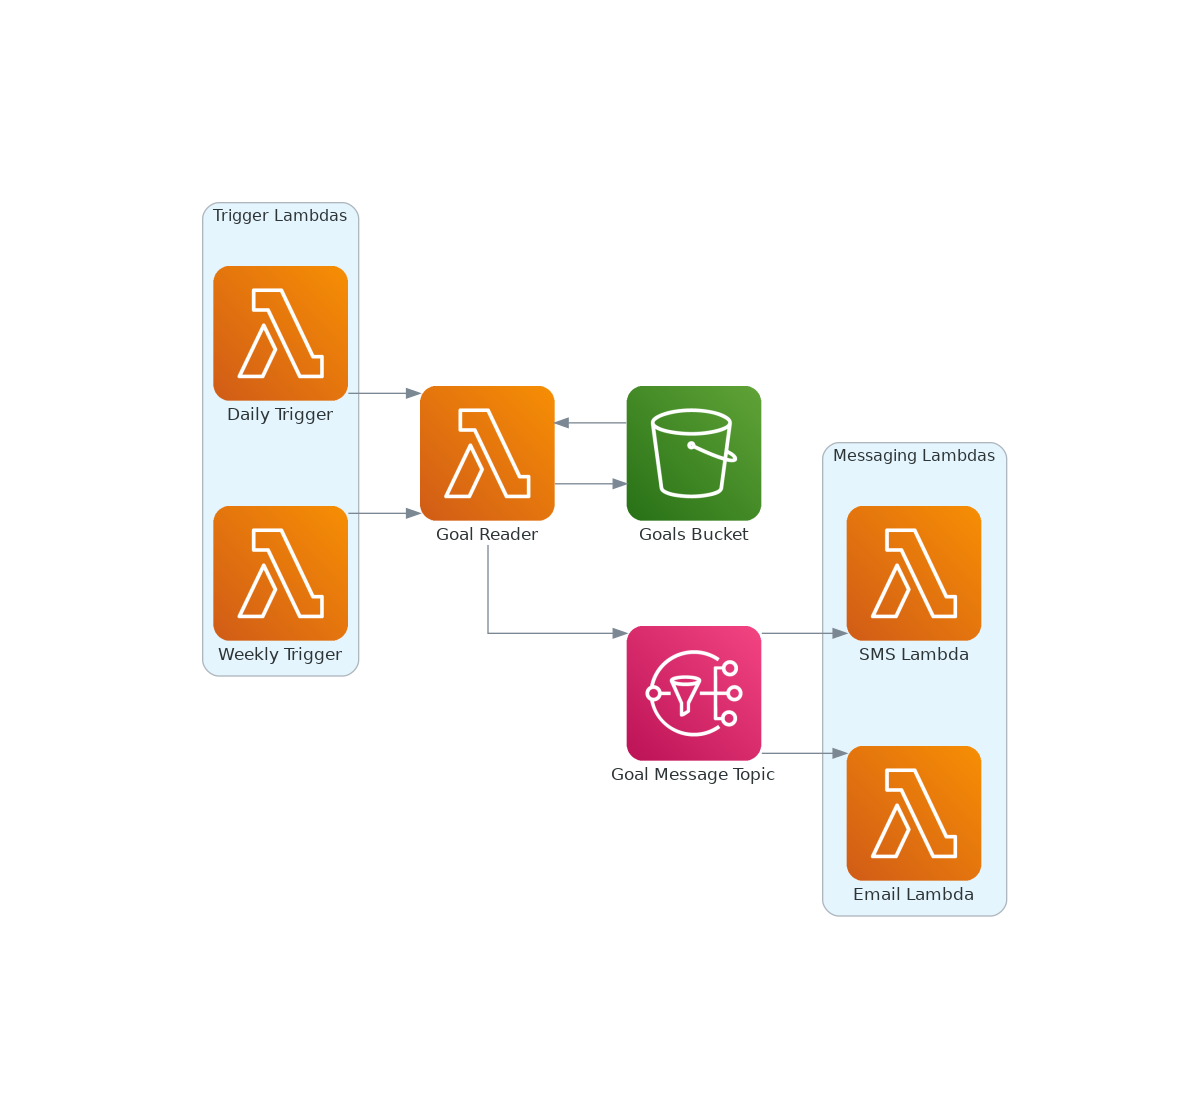 Trigger Lambdas
Daily Trigger
Weekly Trigger
Goal Reader
Goals Bucket
Goal Message Topic
Messaging Lambdas
SMS Lambda
Email Lambda